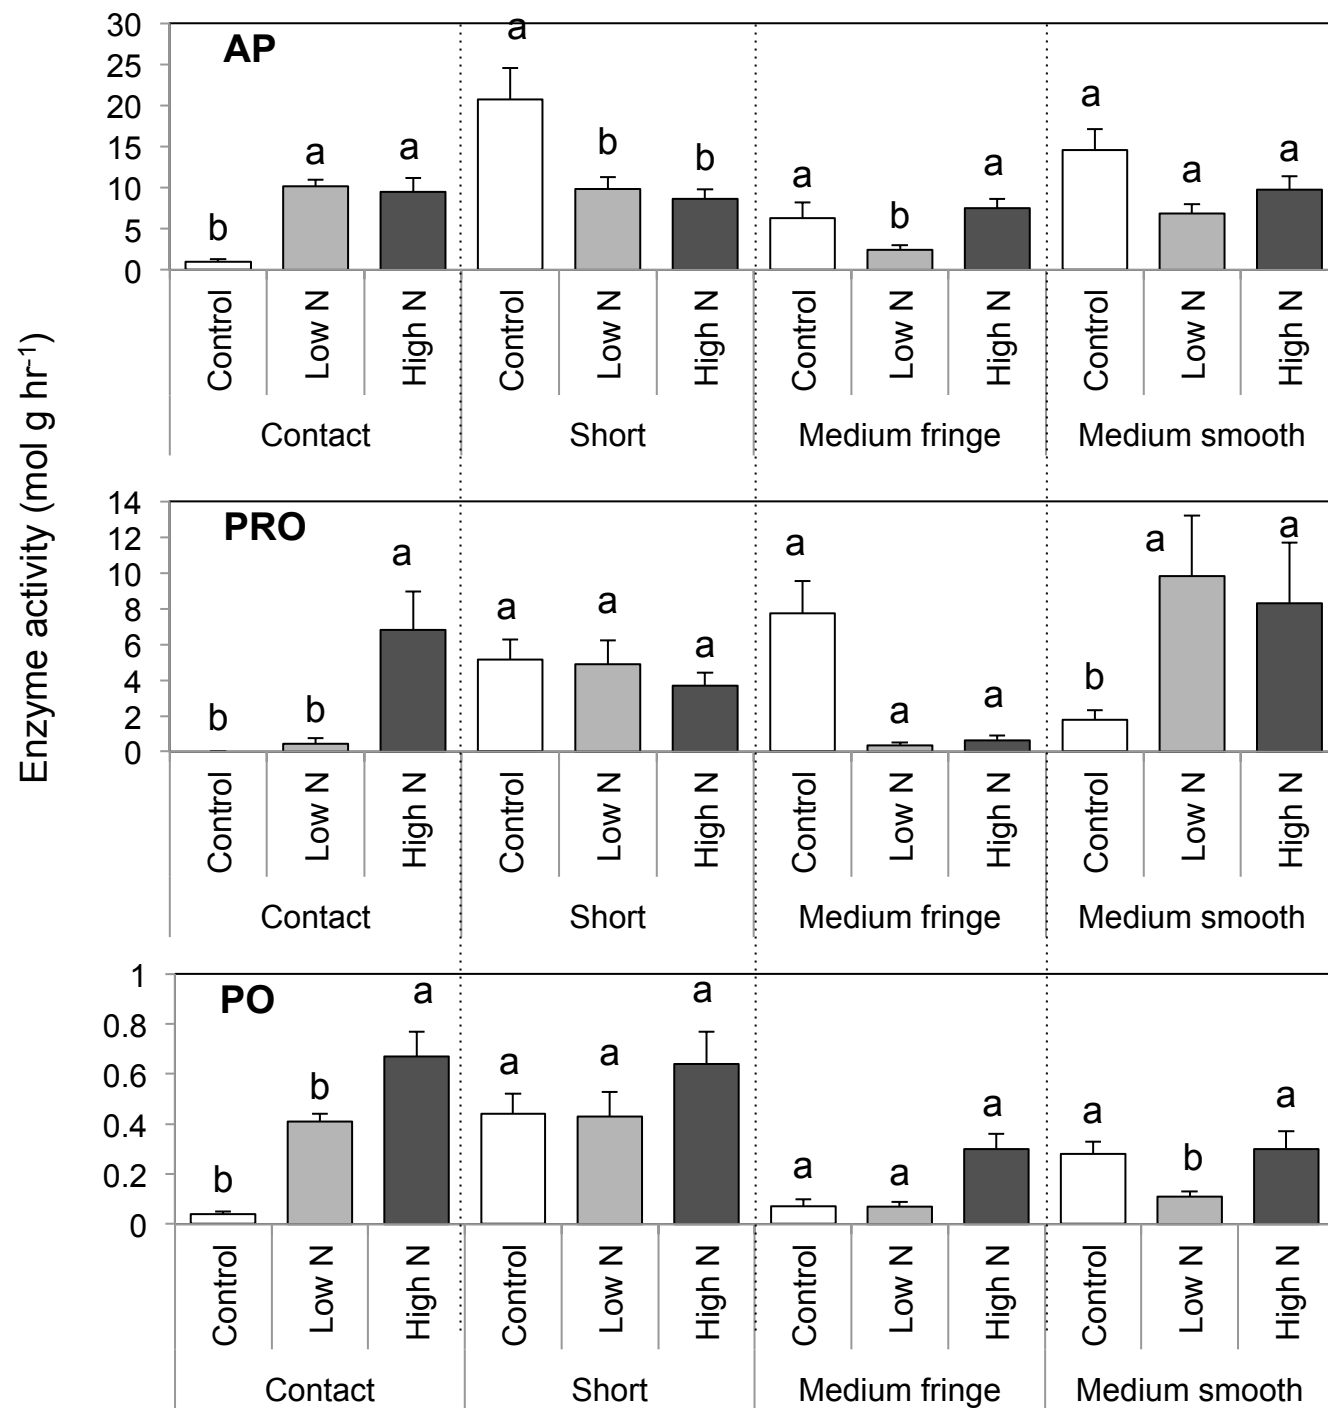 Enzyme activity (mol g hr-1)
30
25
20
15
10
5
0
AP
b a a a b b a b a a a a
Control Low N High N Control Low N High N Control Low N High N Control Low N High N
Contact Short Medium fringe Medium smooth
14
12
10
8
6
4
2
0
PRO
b b a a a a a a a b a a
Control Low N High N Control Low N High N Control Low N High N Control Low N High N
Contact Short Medium fringe Medium smooth
1
0.8
0.6
0.4
0.2
0
PO
b b a a a a a a a a b a
Control Low N High N Control Low N High N Control Low N High N Control Low N High N
Contact Short Medium fringe Medium smooth